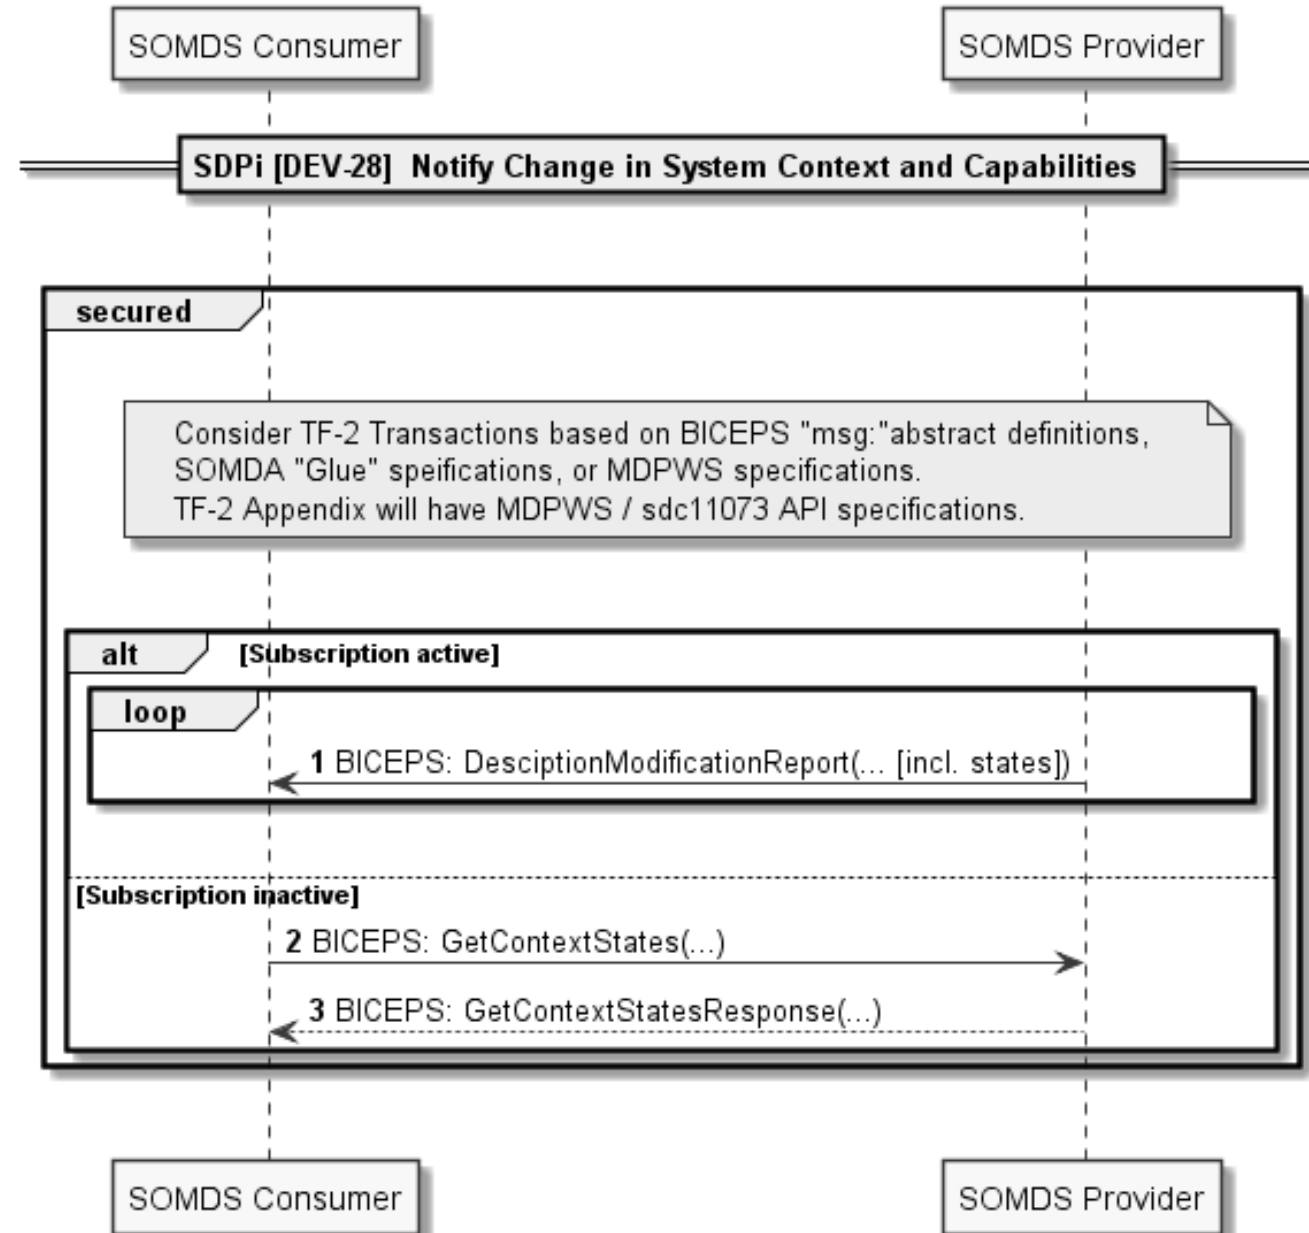 SOMDS Consumer
SOMDS Provider
SDPi [DEV-28]  Notify Change in System Context and Capabilities
secured
Consider TF-2 Transactions based on BICEPS "msg:"abstract definitions,
SOMDA "Glue" speifications, or MDPWS specifications.
TF-2 Appendix will have MDPWS / sdc11073 API specifications.
alt
[Subscription active]
loop
1 BICEPS: DesciptionModificationReport(... [incl. states])
[Subscription inactive]
2 BICEPS: GetContextStates(...)
3 BICEPS: GetContextStatesResponse(...)
SOMDS Consumer
SOMDS Provider